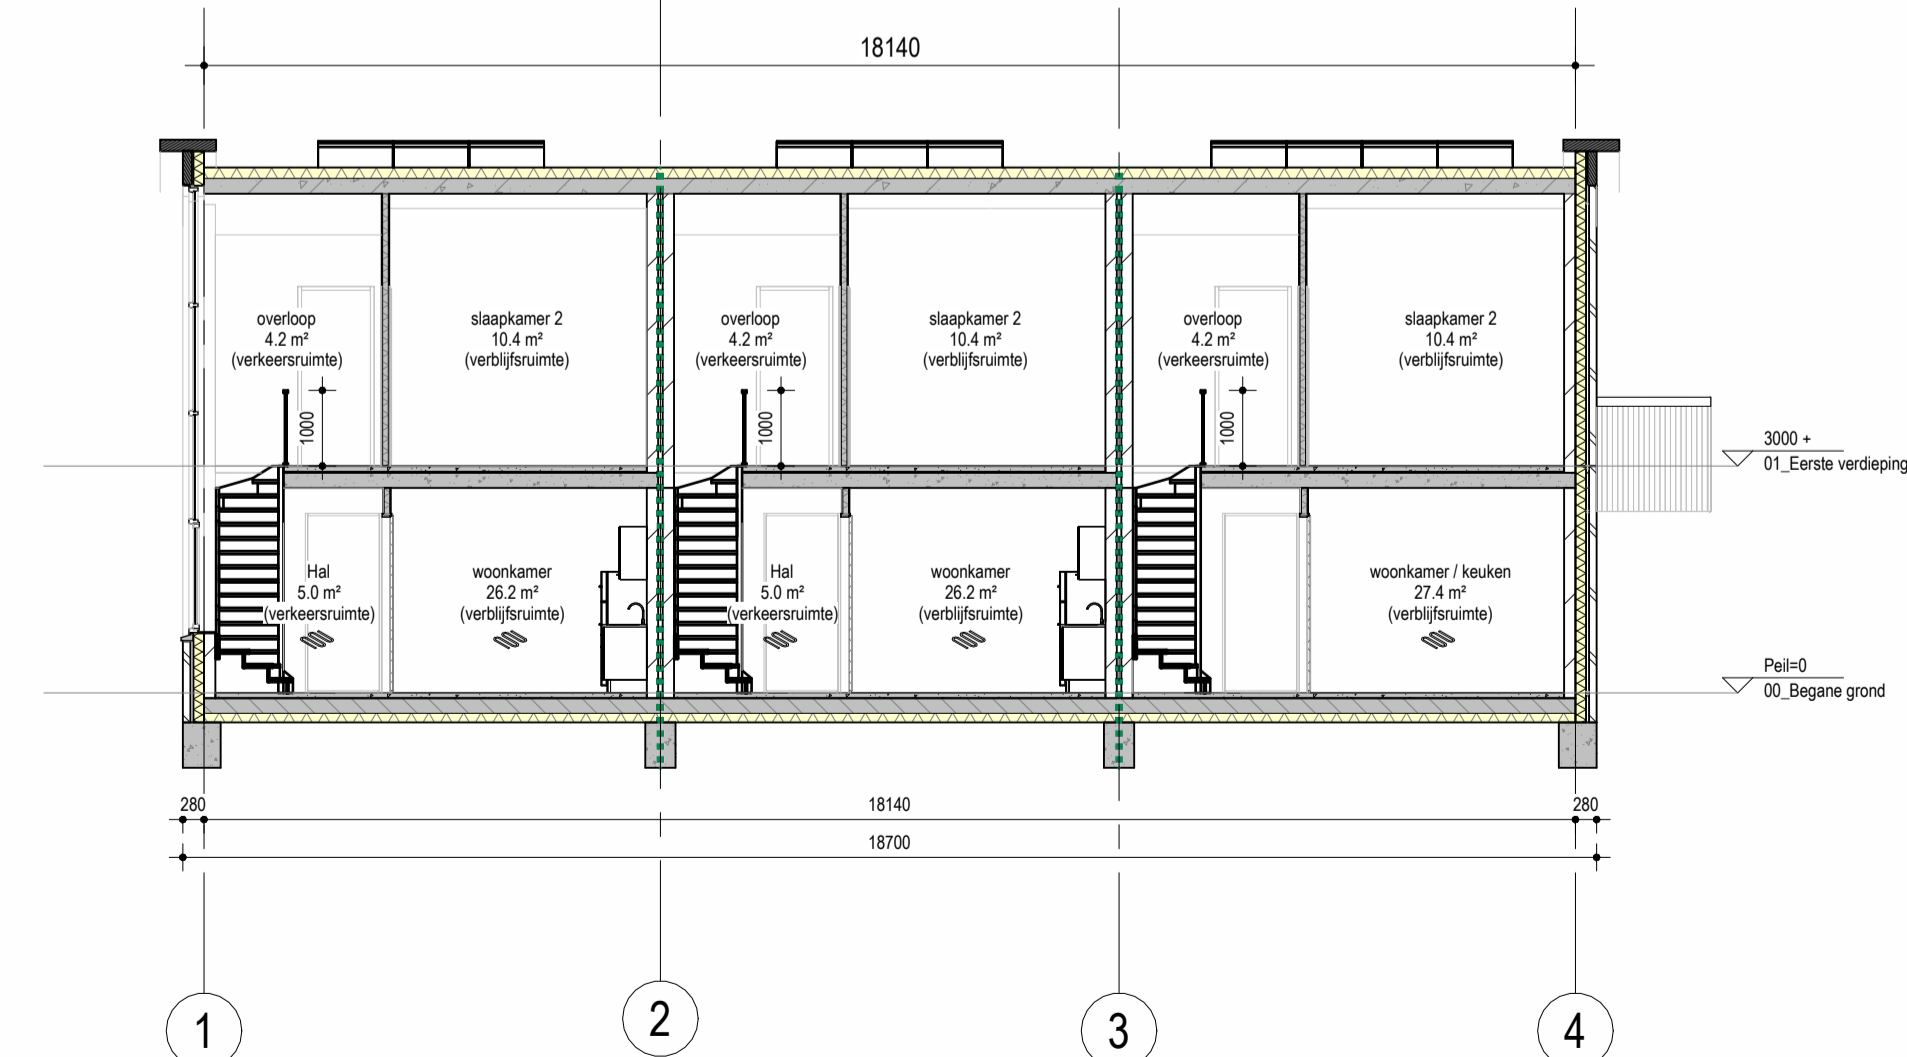 18140
overloop
4.2 m²
(verkeersruimte)
slaapkamer 2
10.4 m²
(verblijfsruimte)
overloop
4.2 m²
(verkeersruimte)
slaapkamer 2
10.4 m²
(verblijfsruimte)
overloop
4.2 m²
(verkeersruimte)
slaapkamer 2
10.4 m²
(verblijfsruimte)
1000
1000
1000
3000 +
01_Eerste verdieping
Hal
5.0 m²
(verkeersruimte)
woonkamer
26.2 m²
(verblijfsruimte)
Hal
5.0 m²
(verkeersruimte)
woonkamer
26.2 m²
(verblijfsruimte)
woonkamer / keuken
27.4 m²
(verblijfsruimte)
Peil=0
00_Begane grond
280
18140
280
18700
1
2
3
4